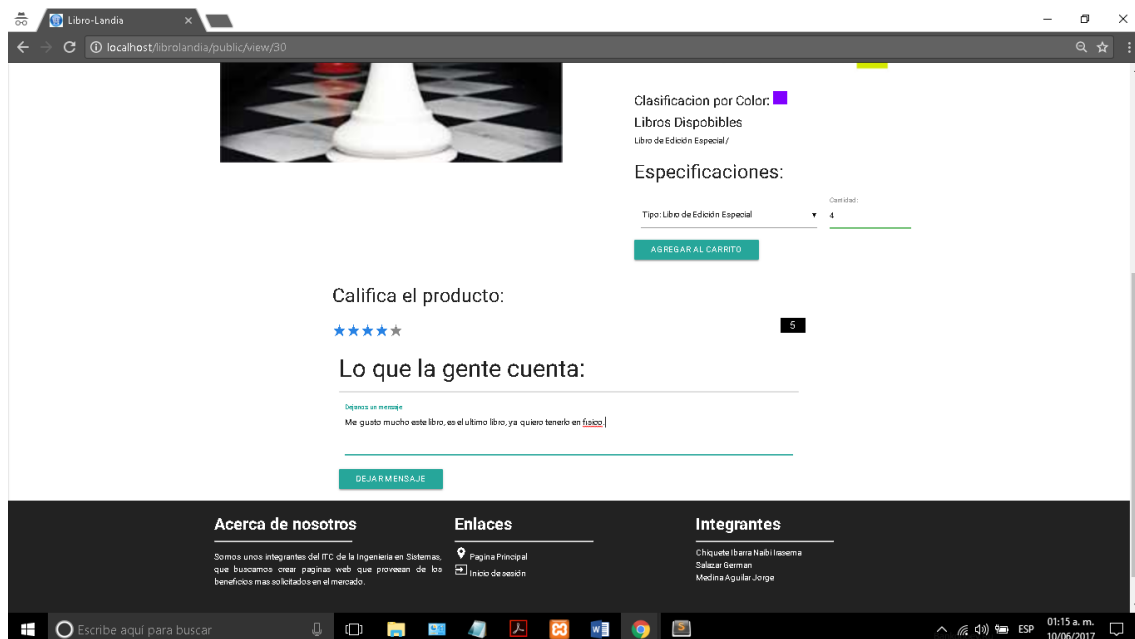 Libro-Landia
localhost/librolandia/public/view/30
Clasificacion por Color:
Libros Dispobibles
Libro de Edición Especial /
Especificaciones:
Cantidad:
Tipo: Libro de Edición Especial
4
AGREGAR AL CARRITO
Califica el producto:
5
Lo que la gente cuenta:
Dejanos un mensaje
Me gusto mucho este libro, es el ultimo libro, ya quiero tenerlo en fisico.
DEJAR MENSAJE
Acerca de nosotros
Somos unos integrantes del ITC de la Ingenieria en Sistemas,
que buscamos crear paginas web que proveean de los
beneficios mas solicitados en el mercado.
Enlaces
Pagina Principal
Inicio de sesión
Integrantes
Chiquete Ibarra Naibi Irasema
Salazar German
Medina Aguilar Jorge
Escribe aquí para buscar
ESP
01:15 a. m.
10/06/2017